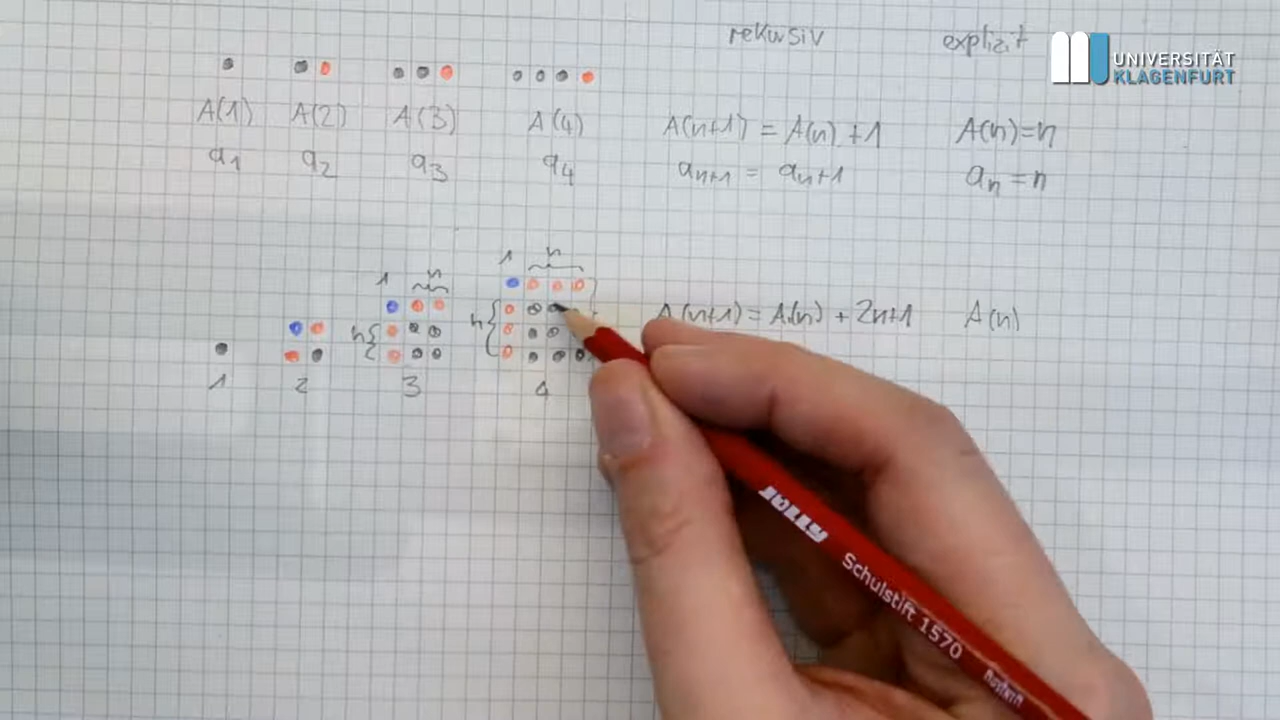 rekursiv explizit
UNIVERSITÄT
KLAGENFURT
A(1) A(2) A(3) A(4) A(n+1) = A(n) + 1 A(n)=n
a₁ a₂ a₃ a₄ aₙ₊₁ = aₙ+1 aₙ = n
1 n
1 n
n n A(n+1) = A(n) + 2n+1 A(n)
1 2 3 4
JOLLY Schulstift 1570